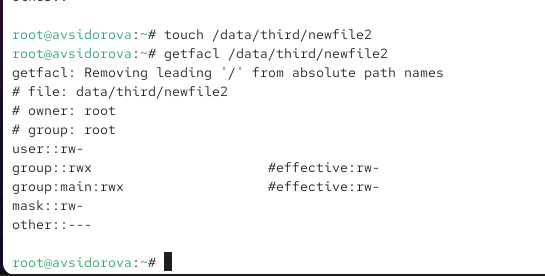 root@avsidorova:~# touch /data/third/newfile2
root@avsidorova:~# getfacl /data/third/newfile2
getfacl: Removing leading '/' from absolute path names
# file: data/third/newfile2
# owner: root
# group: root
user::rw-
group::rwx #effective:rw-
group:main:rwx #effective:rw-
mask::rw-
other::---
root@avsidorova:~#